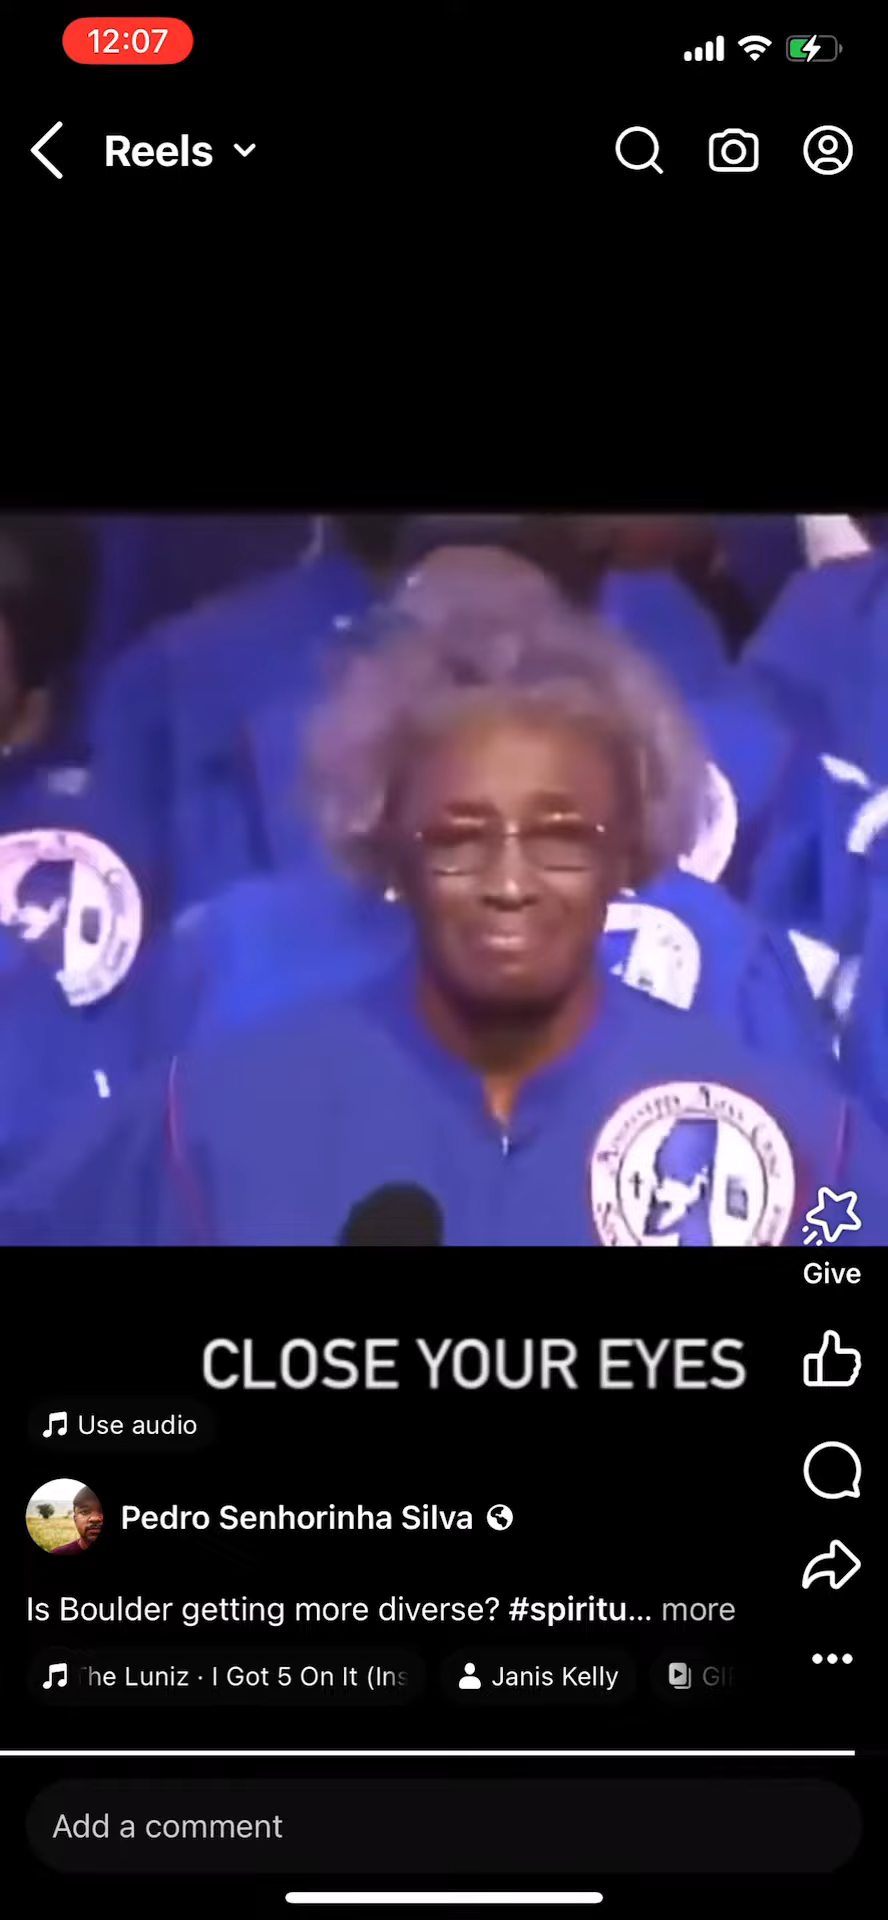 12:07
Reels
Give
CLOSE YOUR EYES
Use audio
Pedro Senhorinha Silva
Is Boulder getting more diverse? #spiritu... more
The Luniz · I Got 5 On It (Ins
Janis Kelly
Add a comment